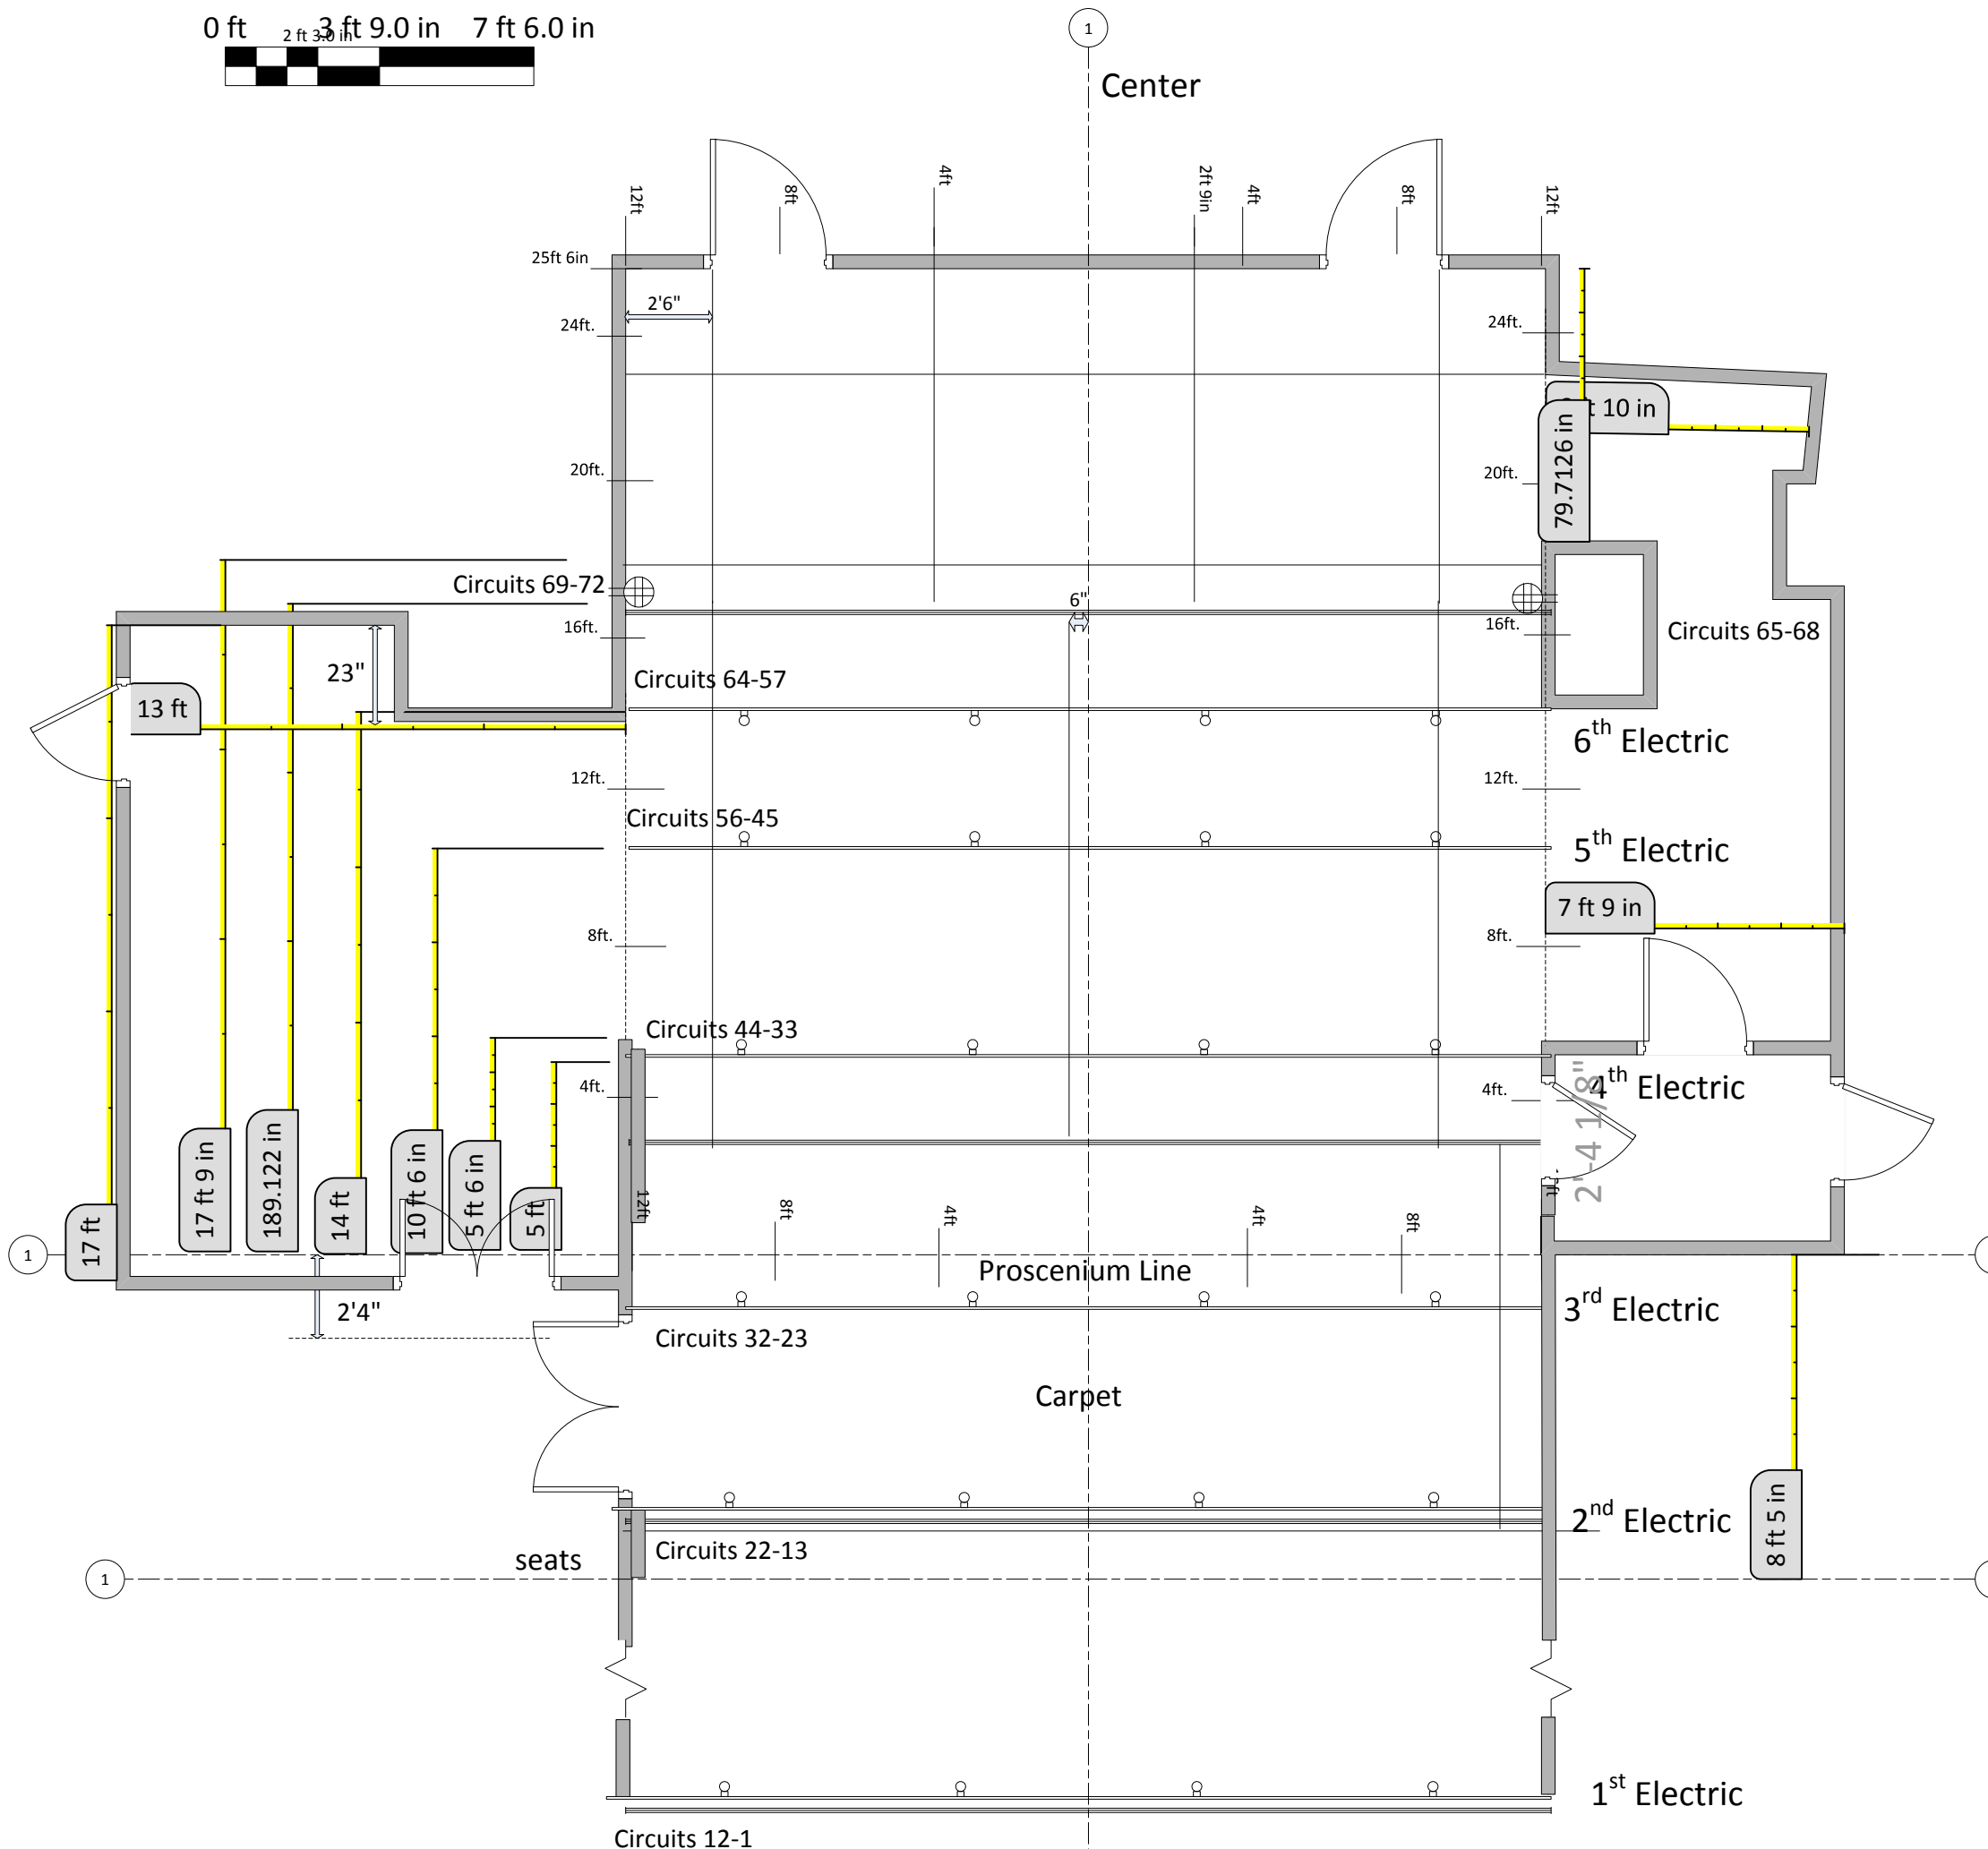 0 ft 3 ft 9.0 in 7 ft 6.0 in
2 ft 3.0 in
1
Center
12ft
8ft
4ft
2ft 9in
4ft
8ft
12ft
25ft 6in
2'6"
24ft.
24ft.
10 in
79.7126 in
20ft.
20ft.
Circuits 69-72
6"
16ft.
16ft.
Circuits 65-68
23"
Circuits 64-57
13 ft
6th Electric
12ft.
12ft.
Circuits 56-45
5th Electric
7 ft 9 in
8ft.
8ft.
Circuits 44-33
4ft.
4ft.
4th Electric
2'-4 1/8"
17 ft
17 ft 9 in
189.122 in
14 ft
10 ft 6 in
5 ft 6 in
5 ft
12ft
8ft
4ft
4ft
8ft
1
Proscenium Line
2'4"
3rd Electric
Circuits 32-23
Carpet
2nd Electric
8 ft 5 in
Circuits 22-13
seats
1
1st Electric
Circuits 12-1